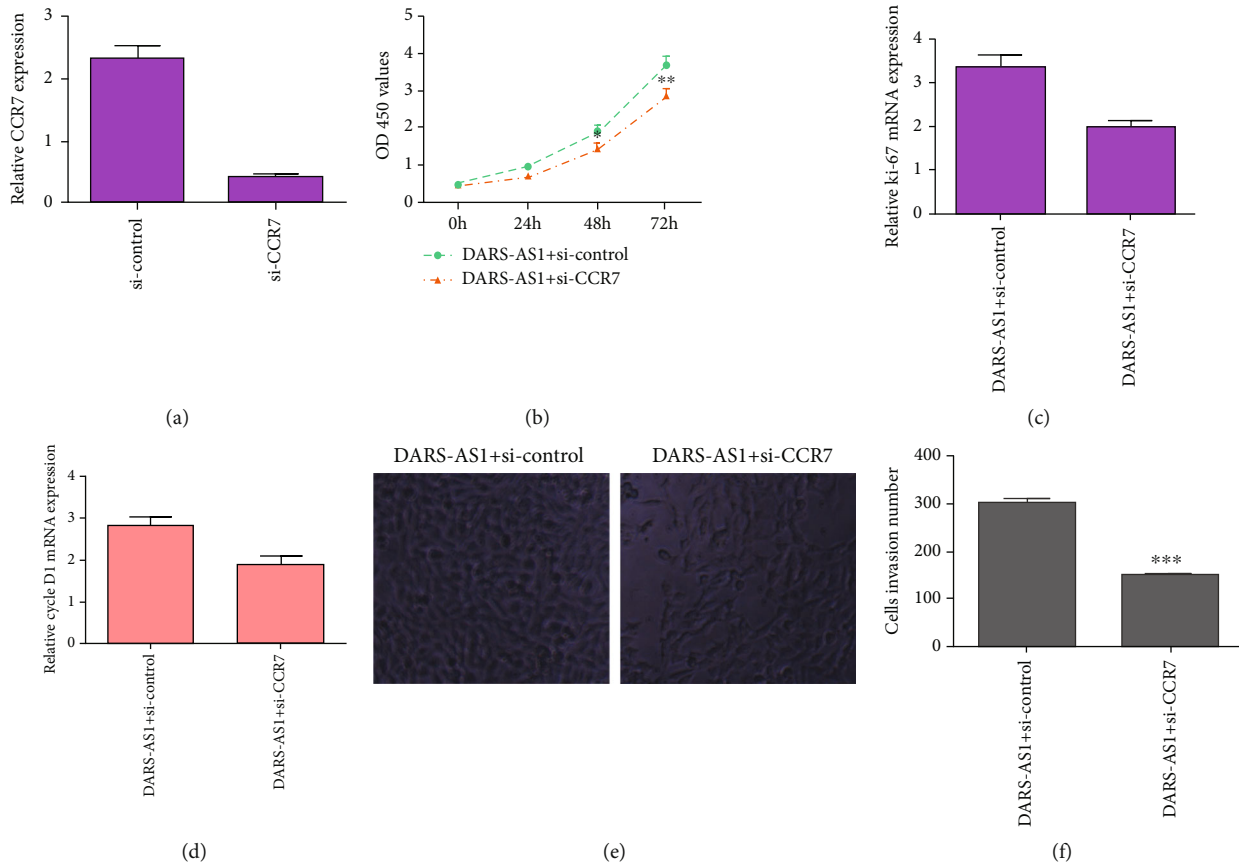 Relative CCR7 expression
3
2
1
0
si-control
si-CCR7
(a)
OD 450 values
5
4
3
2
1
0
*
**
0h
24h
48h
72h
DARS-AS1+si-control
DARS-AS1+si-CCR7
(b)
Relative ki-67 mRNA expression
4
3
2
1
0
DARS-AS1+si-control
DARS-AS1+si-CCR7
(c)
Relative cycle D1 mRNA expression
4
3
2
1
0
DARS-AS1+si-control
DARS-AS1+si-CCR7
(d)
DARS-AS1+si-control
DARS-AS1+si-CCR7
(e)
Cells invasion number
400
300
200
100
0
***
DARS-AS1+si-control
DARS-AS1+si-CCR7
(f)